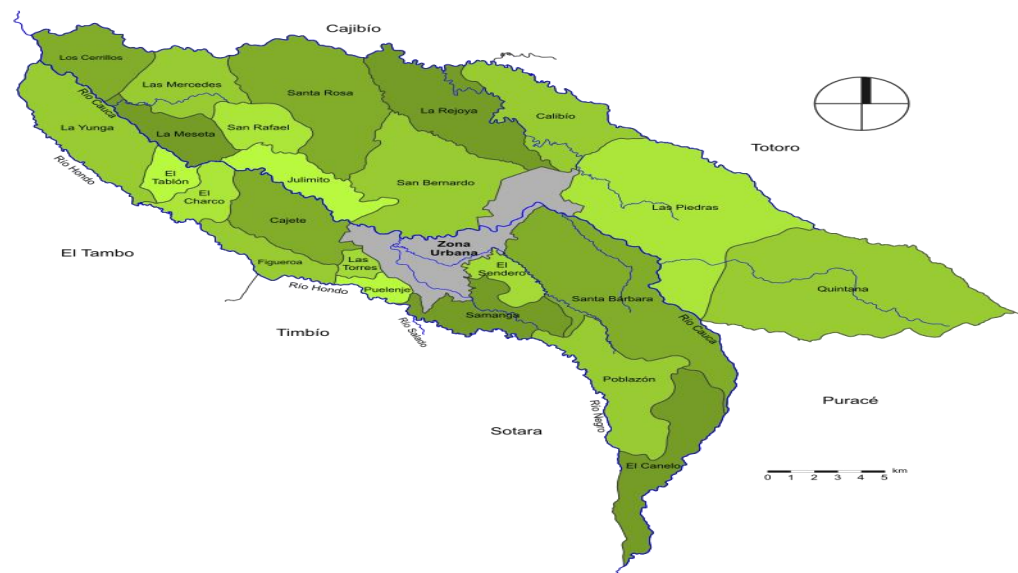 Cajibío
Los Cerrillos
Las Mercedes
Santa Rosa
La Rejoya
Río Cauca
Calibío
La Yunga
La Meseta
San Rafael
Totoro
Río Hondo
El
Tablón
Julimito
San Bernardo
El
Charco
Las Piedras
Cajete
Zona
Urbana
El Tambo
Figueroa
Las
Torres
El
Sendero
Río Hondo
Puelenje
Santa Bárbara
Quintana
Samanga
Río Cauca
Timbío
Río Salado
Poblazón
Río Negro
Puracé
Sotara
El Canelo
km
0 1 2 3 4 5